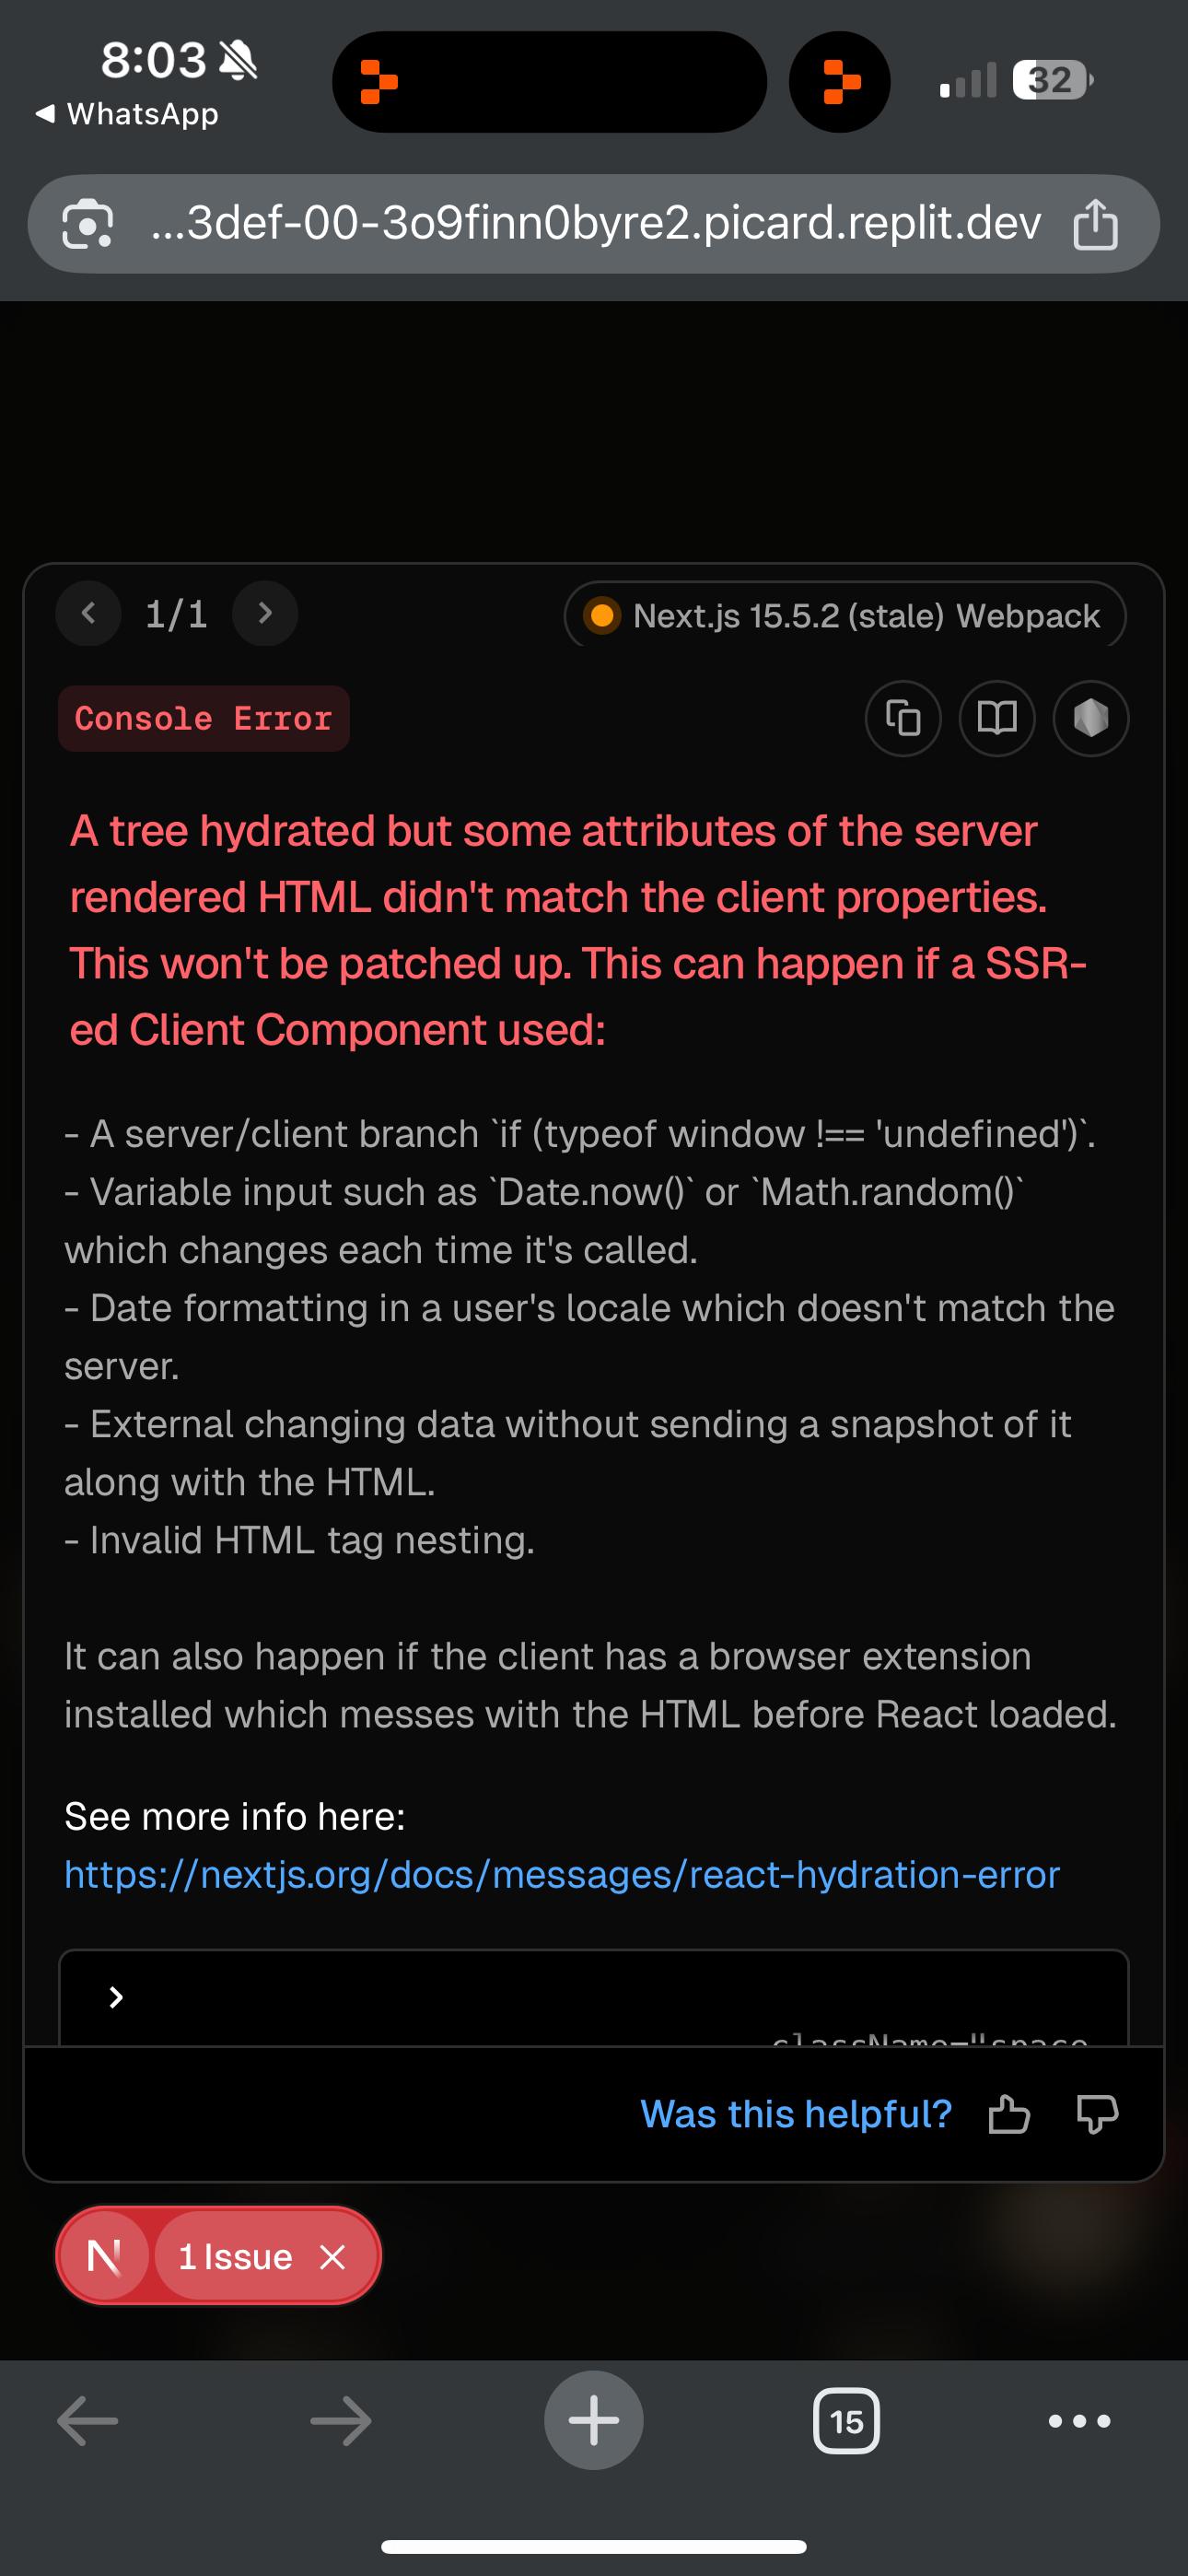 8:03
WhatsApp
32
...3def-00-3o9finn0byre2.picard.replit.dev
1/1
Next.js 15.5.2 (stale) Webpack
Console Error
A tree hydrated but some attributes of the server
rendered HTML didn't match the client properties.
This won't be patched up. This can happen if a SSR-
ed Client Component used:
- A server/client branch `if (typeof window !== 'undefined')`.
- Variable input such as `Date.now()` or `Math.random()`
which changes each time it's called.
- Date formatting in a user's locale which doesn't match the
server.
- External changing data without sending a snapshot of it
along with the HTML.
- Invalid HTML tag nesting.
It can also happen if the client has a browser extension
installed which messes with the HTML before React loaded.
See more info here:
https://nextjs.org/docs/messages/react-hydration-error
className="space
Was this helpful?
N
1 Issue
15